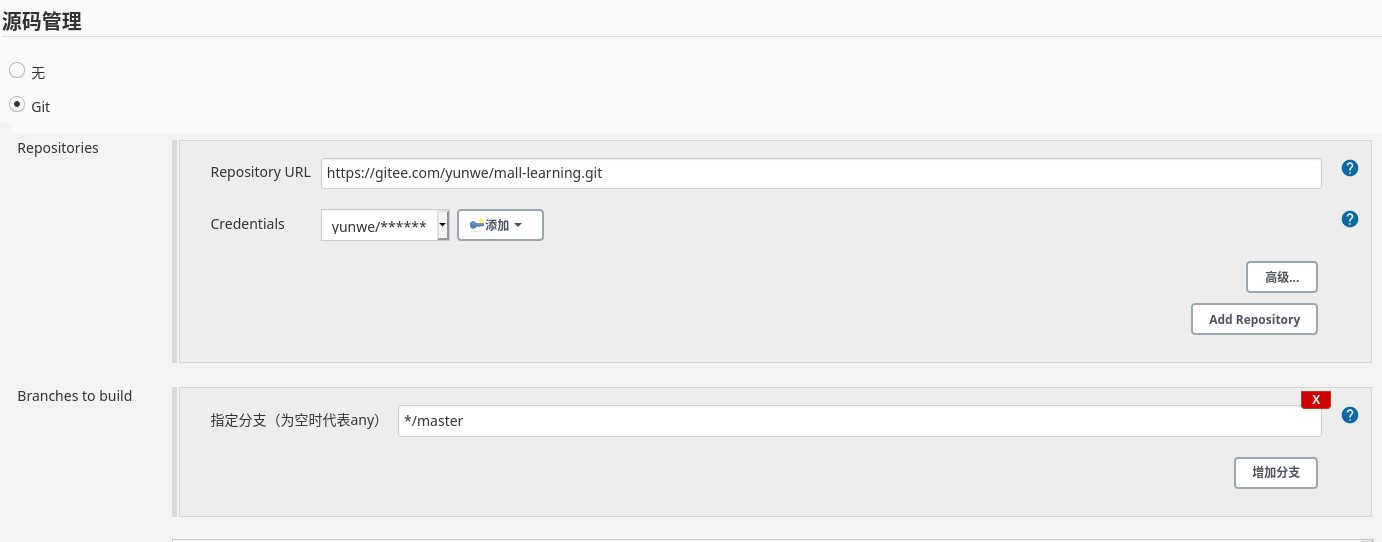 源码管理
无
Git
Repositories
Repository URL https://gitee.com/yunwe/mall-learning.git ?
Credentials yunwe/****** 添加 ?
高级...
Add Repository
Branches to build
X
指定分支（为空时代表any） */master ?
增加分支